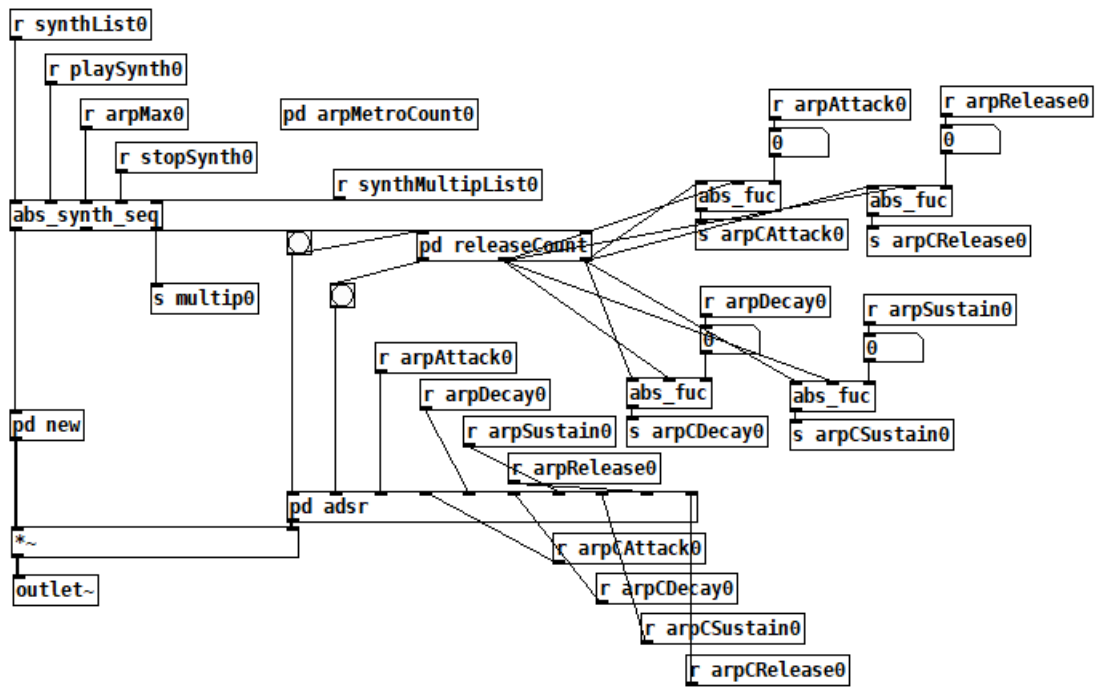 r synthList0
r playSynth0
r arpMax0
pd arpMetroCount0
r arpAttack0
r arpRelease0
0
0
r stopSynth0
r synthMultipList0
abs_fuc
abs_fuc
abs_synth_seq
pd releaseCount
s arpCAttack0
s arpCRelease0
s multip0
r arpDecay0
r arpSustain0
0
0
r arpAttack0
r arpDecay0
abs_fuc
abs_fuc
pd new
r arpSustain0
s arpCDecay0
s arpCSustain0
r arpRelease0
pd adsr
*~
r arpCAttack0
outlet~
r arpCDecay0
r arpCSustain0
r arpCRelease0